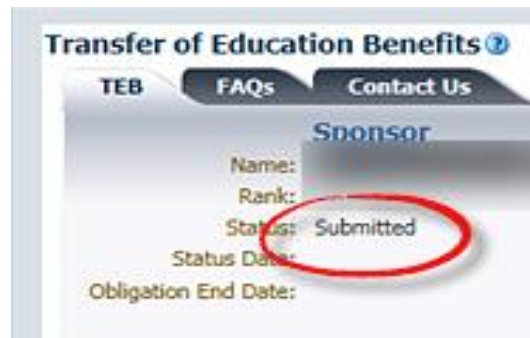 Transfer of Education Benefits ?
TEB FAQs Contact Us
Sponsor
Name:
Rank:
Status: Submitted
Status Date:
Obligation End Date: